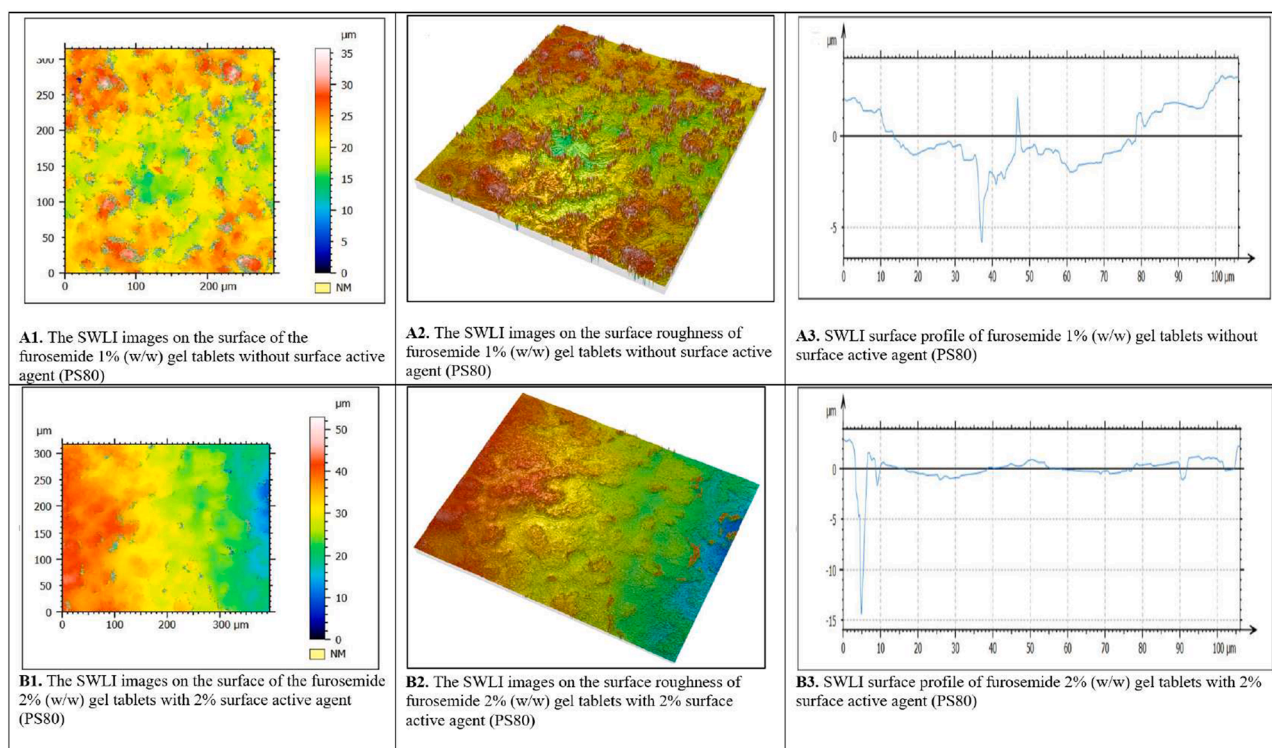 µm
µm
300
250
200
150
100
50
0
0
100
200 µm
35
30
25
20
15
10
5
0
NM
A1. The SWLI images on the surface of the
furosemide 1% (w/w) gel tablets without surface active
agent (PS80)
A2. The SWLI images on the surface roughness of
furosemide 1% (w/w) gel tablets without surface active
agent (PS80)
µm
0
-5
0 10 20 30 40 50 60 70 80 90 100 µm
A3. SWLI surface profile of furosemide 1% (w/w) gel tablets without
surface active agent (PS80)
µm
µm
300
250
200
150
100
50
0
0 100 200 300 µm
50
40
30
20
10
0
NM
B1. The SWLI images on the surface of the furosemide
2% (w/w) gel tablets with 2% surface active agent
(PS80)
B2. The SWLI images on the surface roughness of
furosemide 2% (w/w) gel tablets with 2% surface
active agent (PS80)
µm
0
-5
-10
-15
0 10 20 30 40 50 60 70 80 90 100 µm
B3. SWLI surface profile of furosemide 2% (w/w) gel tablets with 2%
surface active agent (PS80)